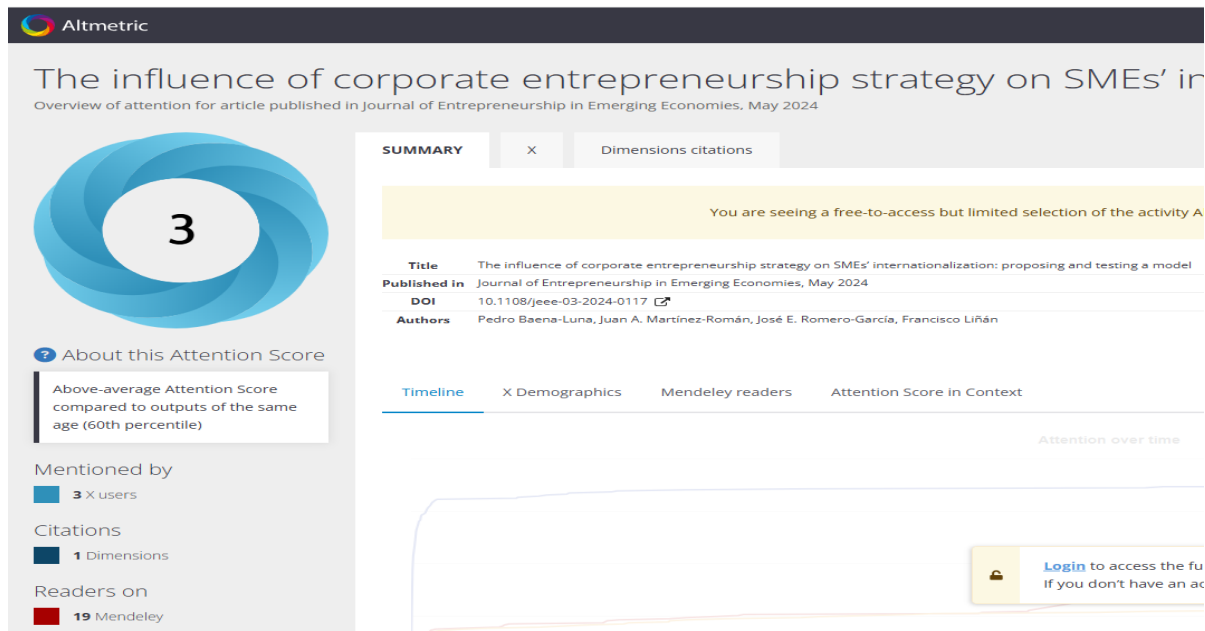 Altmetric
The influence of corporate entrepreneurship strategy on SMEs’ in
Overview of attention for article published in Journal of Entrepreneurship in Emerging Economies, May 2024
SUMMARY X Dimensions citations
3
You are seeing a free-to-access but limited selection of the activity A
Title The influence of corporate entrepreneurship strategy on SMEs’ internationalization: proposing and testing a model
Published in Journal of Entrepreneurship in Emerging Economies, May 2024
DOI 10.1108/jeee-03-2024-0117
Authors Pedro Baena-Luna, Juan A. Martínez-Román, José E. Romero-García, Francisco Liñán
? About this Attention Score
Above-average Attention Score
compared to outputs of the same
age (60th percentile)
Timeline X Demographics Mendeley readers Attention Score in Context
Attention over time
Mentioned by
3 X users
Citations
1 Dimensions
Readers on
19 Mendeley
Login to access the fu
If you don’t have an ac